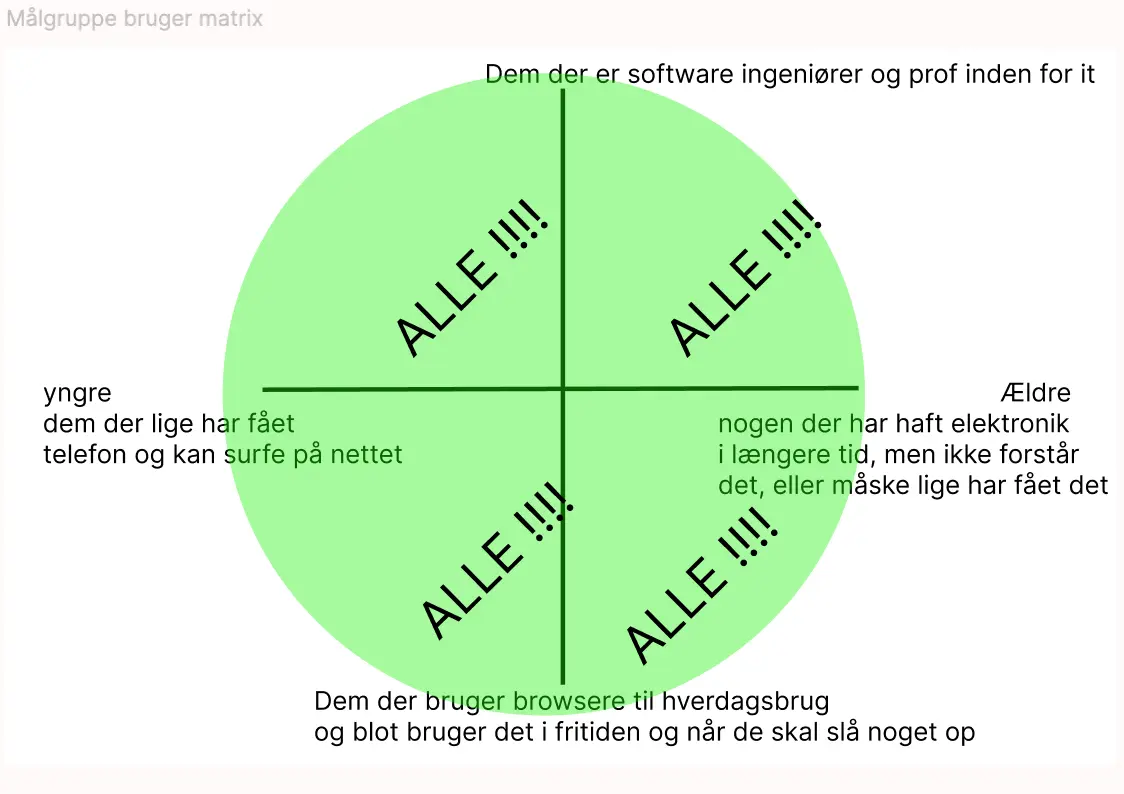 Målgruppe bruger matrix
Dem der er software ingeniører og prof inden for it
ALLE !!!!.
ALLE !!!!.
yngre
dem der lige har fået
telefon og kan surfe på nettet
Ældre
nogen der har haft elektronik
i længere tid, men ikke forstår
det, eller måske lige har fået det
ALLE !!!!.
ALLE !!!!.
Dem der bruger browsere til hverdagsbrug
og blot bruger det i fritiden og når de skal slå noget op